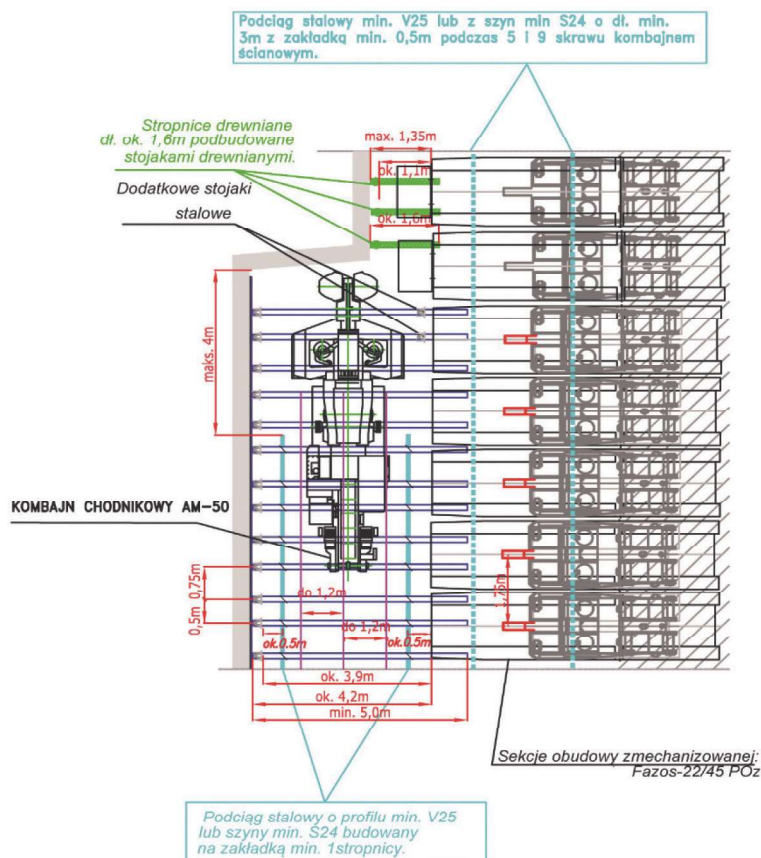 Podciąg stalowy min. V25 lub z szyn min S24 o dł. min.
3m z zakładką min. 0,5m podczas 5 i 9 skrawu kombajnem
ścianowym.
Stropnice drewniane
dł. ok. 1,6m podbudowane
stojakami drewnianymi.
max. 1,35m
ok. 1,1m
Dodatkowe stojaki
stalowe
ok. 1,6m
maks. 4m
KOMBAJN CHODNIKOWY AM-50
0,75m
0,5m
1,75m
do 1,2m
do 1,2m
ok.0.5m
ok.0.5m
ok. 3,9m
ok. 4,2m
min. 5,0m
Sekcje obudowy zmechanizowanej:
Fazos-22/45 POz
Podciąg stalowy o profilu min. V25
lub szyny min. S24 budowany
na zakładką min. 1stropnicy.